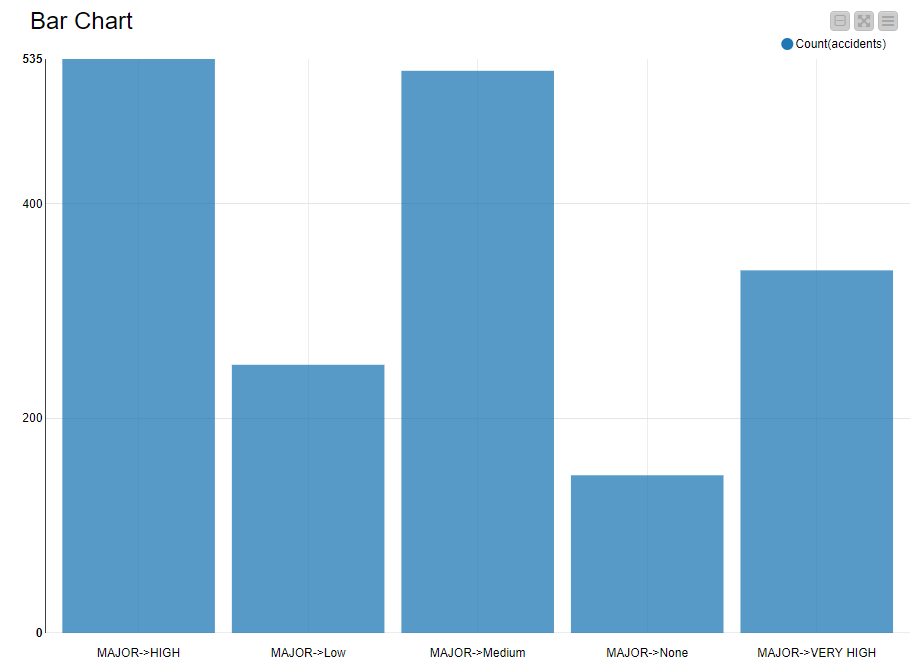 Bar Chart
Count(accidents)
535
400
200
0
MAJOR->HIGH
MAJOR->Low
MAJOR->Medium
MAJOR->None
MAJOR->VERY HIGH